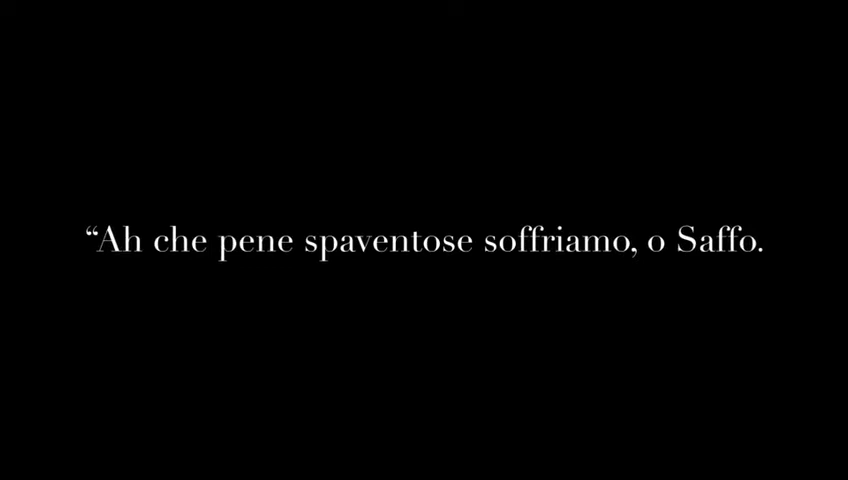 “Ah che pene spaventose soffriamo, o Saffo.